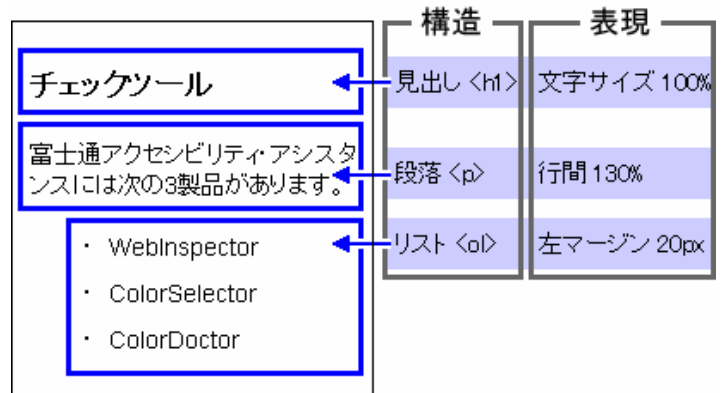 構造
表現
チェックツール
見出し <h1>
文字サイズ 100%
富士通アクセシビリティ・アシスタ
ンスには次の3製品があります。
段落 <p>
行間 130%
・ WebInspector
リスト <ol>
左マージン 20px
・ ColorSelector
・ ColorDoctor